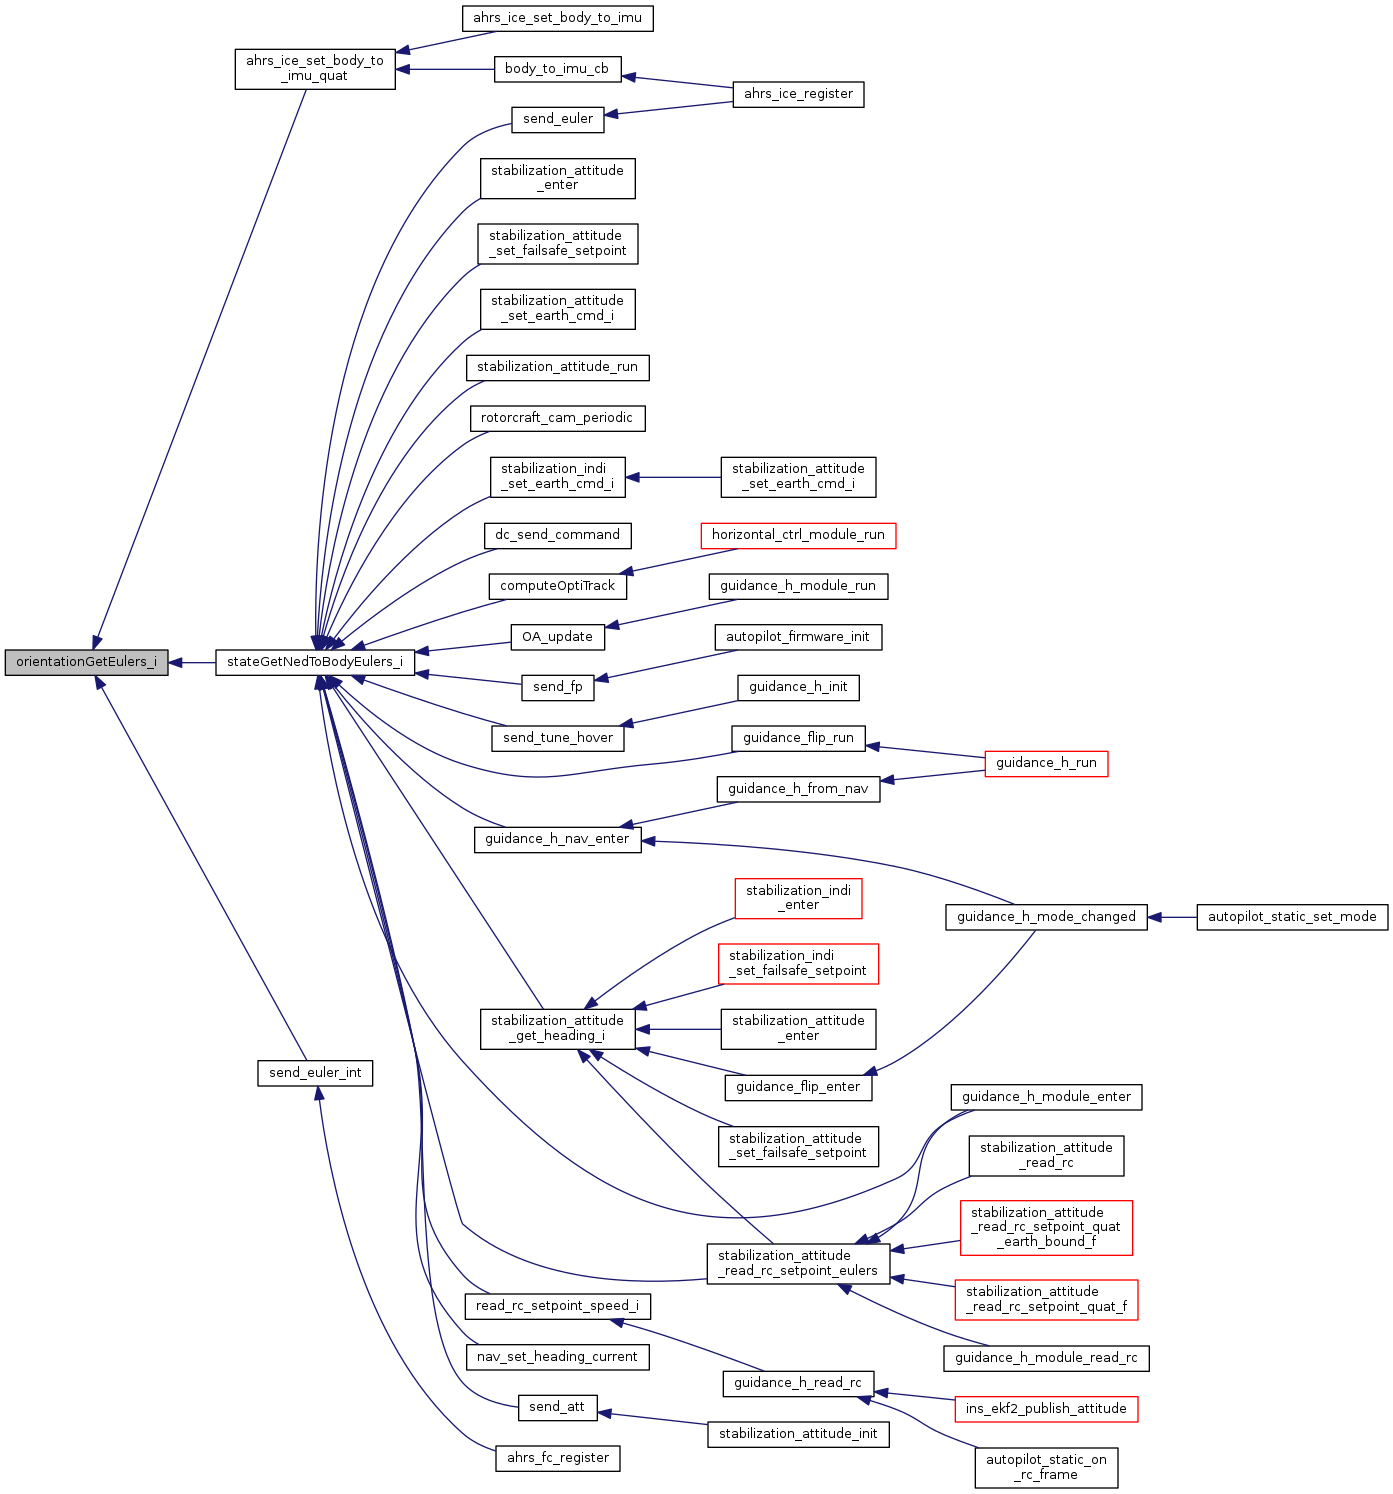 ahrs_ice_set_body_to_imu
ahrs_ice_set_body_to
_imu_quat
body_to_imu_cb
ahrs_ice_register
send_euler
stabilization_attitude
_enter
stabilization_attitude
_set_failsafe_setpoint
stabilization_attitude
_set_earth_cmd_i
stabilization_attitude_run
rotorcraft_cam_periodic
stabilization_indi
_set_earth_cmd_i
stabilization_attitude
_set_earth_cmd_i
dc_send_command
horizontal_ctrl_module_run
computeOptiTrack
guidance_h_module_run
OA_update
autopilot_firmware_init
orientationGetEulers_i
stateGetNedToBodyEulers_i
send_fp
guidance_h_init
send_tune_hover
guidance_flip_run
guidance_h_run
guidance_h_from_nav
guidance_h_nav_enter
stabilization_indi
_enter
guidance_h_mode_changed
autopilot_static_set_mode
stabilization_indi
_set_failsafe_setpoint
stabilization_attitude
_get_heading_i
stabilization_attitude
_enter
send_euler_int
guidance_flip_enter
guidance_h_module_enter
stabilization_attitude
_set_failsafe_setpoint
stabilization_attitude
_read_rc
stabilization_attitude
_read_rc_setpoint_quat
_earth_bound_f
stabilization_attitude
_read_rc_setpoint_eulers
stabilization_attitude
_read_rc_setpoint_quat_f
read_rc_setpoint_speed_i
nav_set_heading_current
guidance_h_module_read_rc
guidance_h_read_rc
send_att
ins_ekf2_publish_attitude
stabilization_attitude_init
ahrs_fc_register
autopilot_static_on
_rc_frame